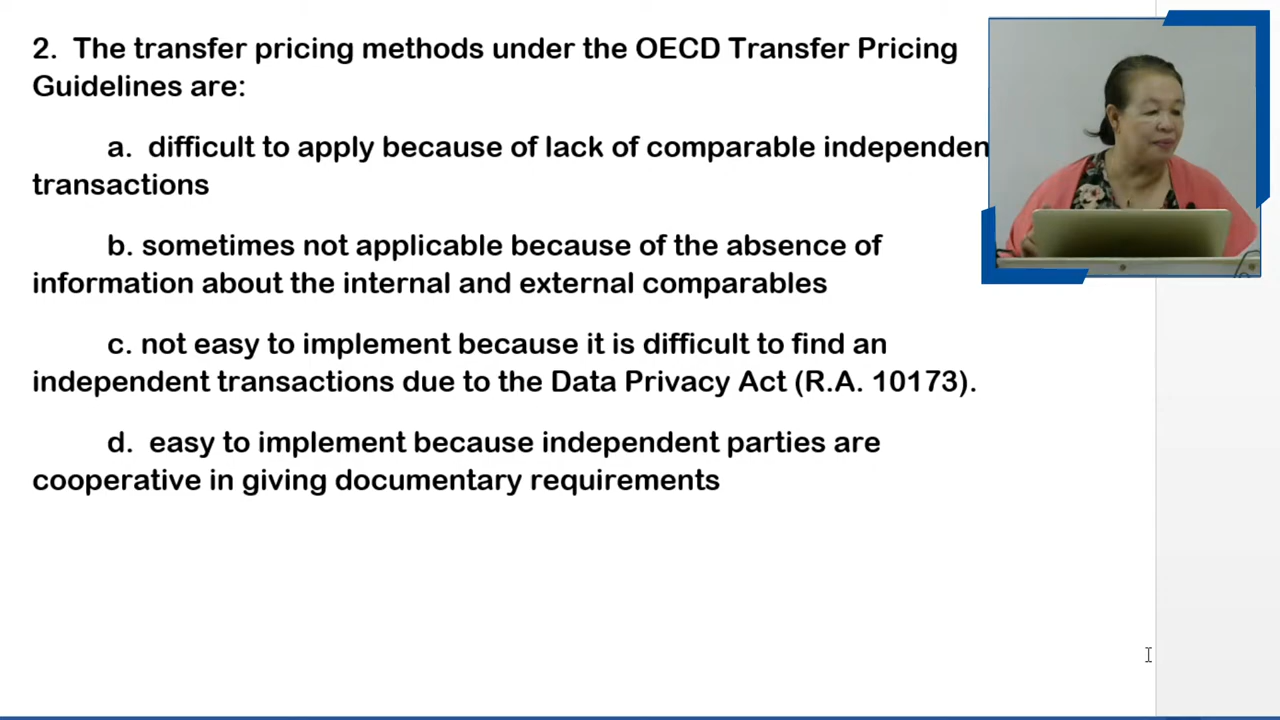 2. The transfer pricing methods under the OECD Transfer Pricing
Guidelines are:
a. difficult to apply because of lack of comparable independen
transactions
b. sometimes not applicable because of the absence of
information about the internal and external comparables
c. not easy to implement because it is difficult to find an
independent transactions due to the Data Privacy Act (R.A. 10173).
d. easy to implement because independent parties are
cooperative in giving documentary requirements